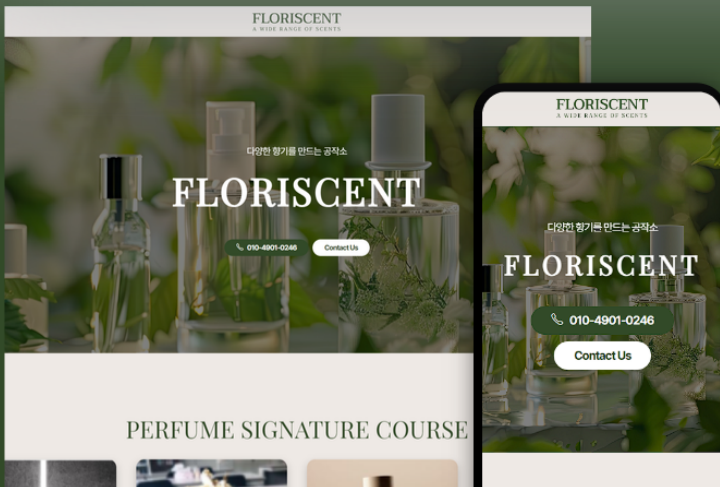 FLORISCENT
A WIDE RANGE OF SCENTS
다양한 향기를 만드는 공작소
FLORISCENT
010-4901-0246
Contact Us
PERFUME SIGNATURE COURSE
FLORISCENT
A WIDE RANGE OF SCENTS
다양한 향기를 만드는 공작소
FLORISCENT
010-4901-0246
Contact Us